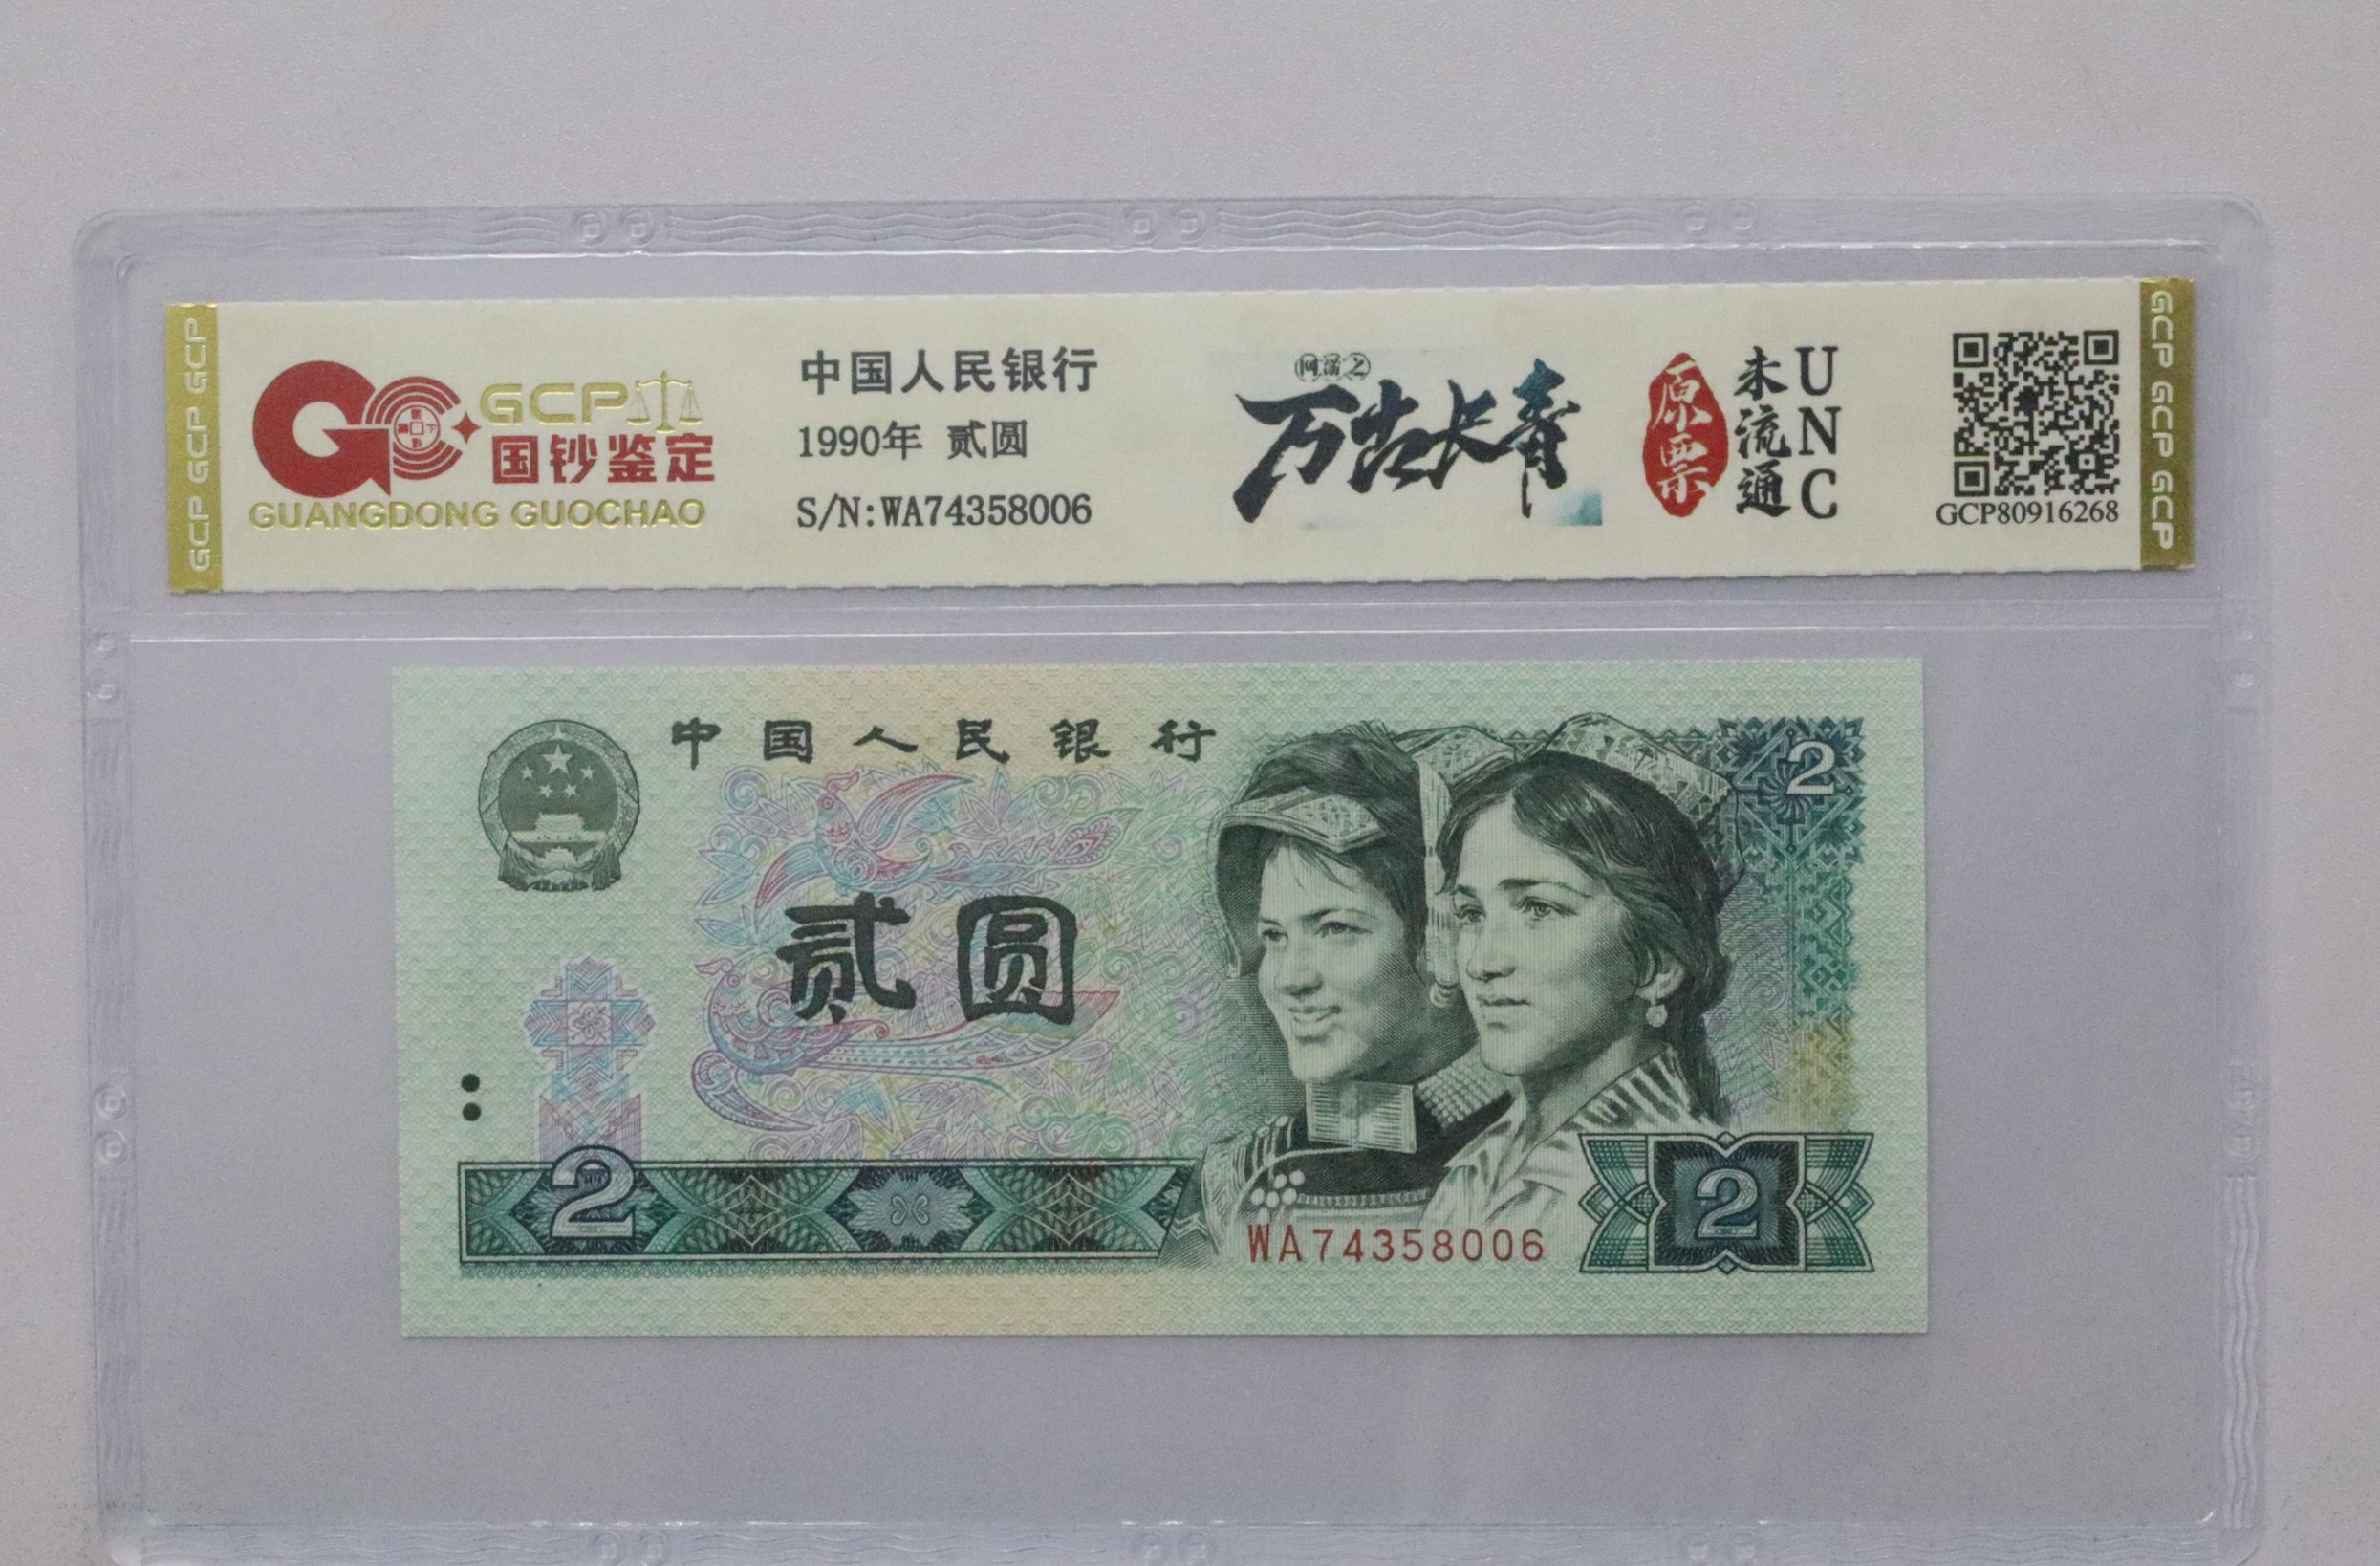 GCP GCP GCP
GCP
国钞鉴定
GUANGDONG GUOCHAO
中国人民银行
1990年 贰圆
S/N:WA74358006
万古长春
原票
未流通
UNC
GCP80916268
GCP GCP GCP
中国人民银行
2
贰圆
2
WA74358006
2